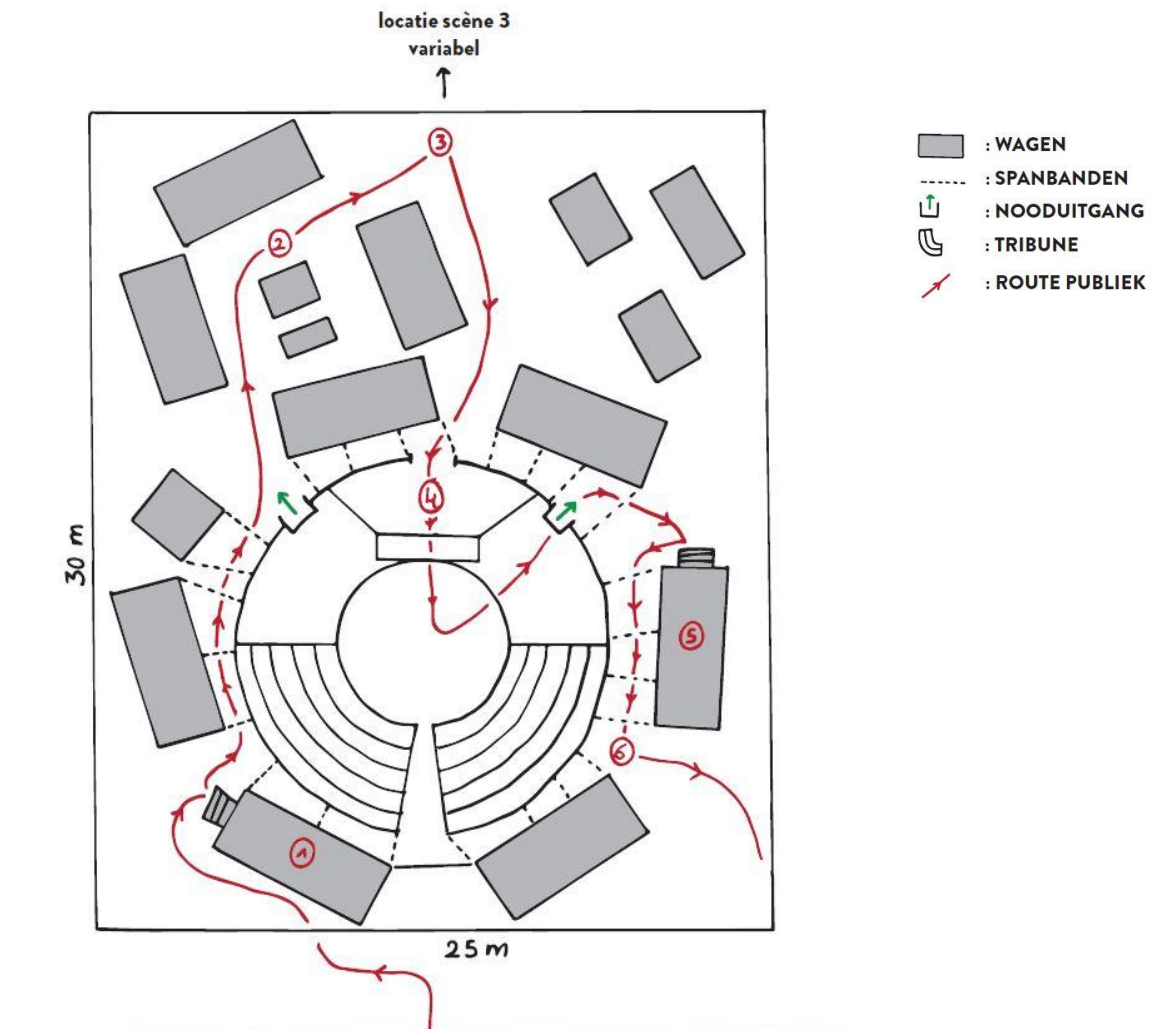 locatie scène 3
variabel
3
2
4
5
6
1
30 m
25 m
: WAGEN
: SPANBANDEN
: NOODUITGANG
: TRIBUNE
: ROUTE PUBLIEK